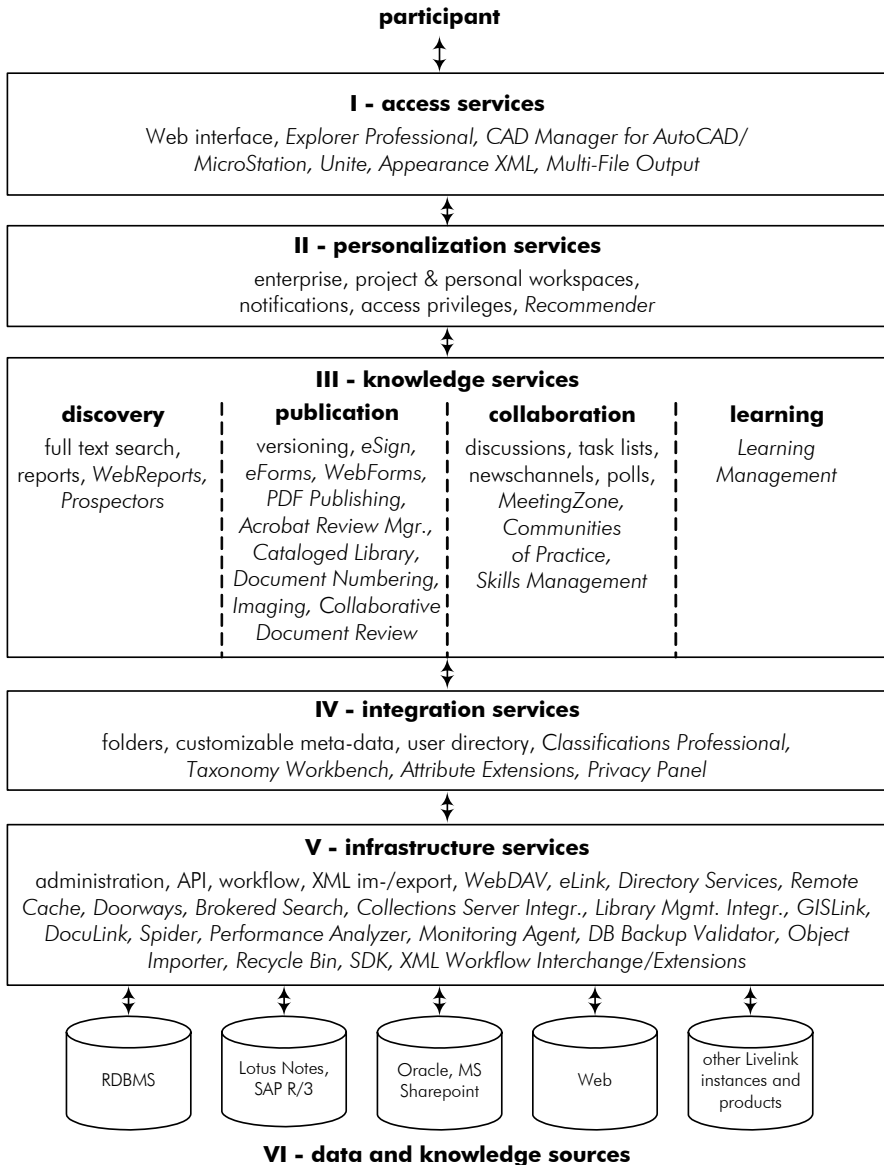 participant
I - access services
Web interface, Explorer Professional, CAD Manager for AutoCAD/
MicroStation, Unite, Appearance XML, Multi-File Output
II - personalization services
enterprise, project & personal workspaces,
notifications, access privileges, Recommender
III - knowledge services
discovery
full text search,
reports, WebReports,
Prospectors
publication
versioning, eSign,
eForms, WebForms,
PDF Publishing,
Acrobat Review Mgr.,
Cataloged Library,
Document Numbering,
Imaging, Collaborative
Document Review
collaboration
discussions, task lists,
newschannels, polls,
MeetingZone,
Communities
of Practice,
Skills Management
learning
Learning
Management
IV - integration services
folders, customizable meta-data, user directory, Classifications Professional,
Taxonomy Workbench, Attribute Extensions, Privacy Panel
V - infrastructure services
administration, API, workflow, XML im-/export, WebDAV, eLink, Directory Services, Remote
Cache, Doorways, Brokered Search, Collections Server Integr., Library Mgmt. Integr., GISLink,
DocuLink, Spider, Performance Analyzer, Monitoring Agent, DB Backup Validator, Object
Importer, Recycle Bin, SDK, XML Workflow Interchange/Extensions
RDBMS
Lotus Notes,
SAP R/3
Oracle, MS
Sharepoint
Web
other Livelink
instances and
products
VI - data and knowledge sources